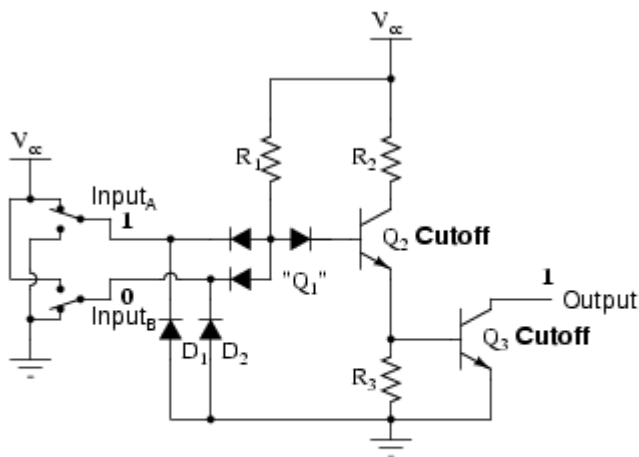 Vcc
Vcc
R1
R2
InputA
1
Q2 Cutoff
"Q1"
0
InputB
1
Output
Q3 Cutoff
D1
D2
R3